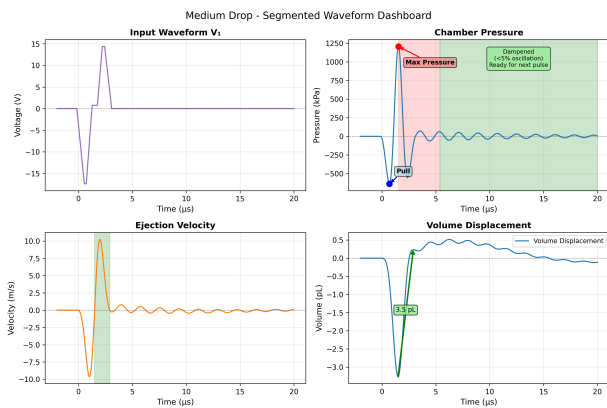 Medium Drop - Segmented Waveform Dashboard
Input Waveform V₁
Voltage (V)
15
10
5
0
−5
−10
−15
0
5
10
15
20
Time (μs)
Chamber Pressure
Pressure (kPa)
1250
1000
750
500
250
0
−250
−500
Max Pressure
Dampened
(<5% oscillation)
Ready for next pulse
Pull
0
5
10
15
20
Time (μs)
Ejection Velocity
Velocity (m/s)
10.0
7.5
5.0
2.5
0.0
−2.5
−5.0
−7.5
−10.0
0
5
10
15
20
Time (μs)
Volume Displacement
Volume (pL)
0.5
0.0
−0.5
−1.0
−1.5
−2.0
−2.5
−3.0
Volume Displacement
3.5 pL
0
5
10
15
20
Time (μs)